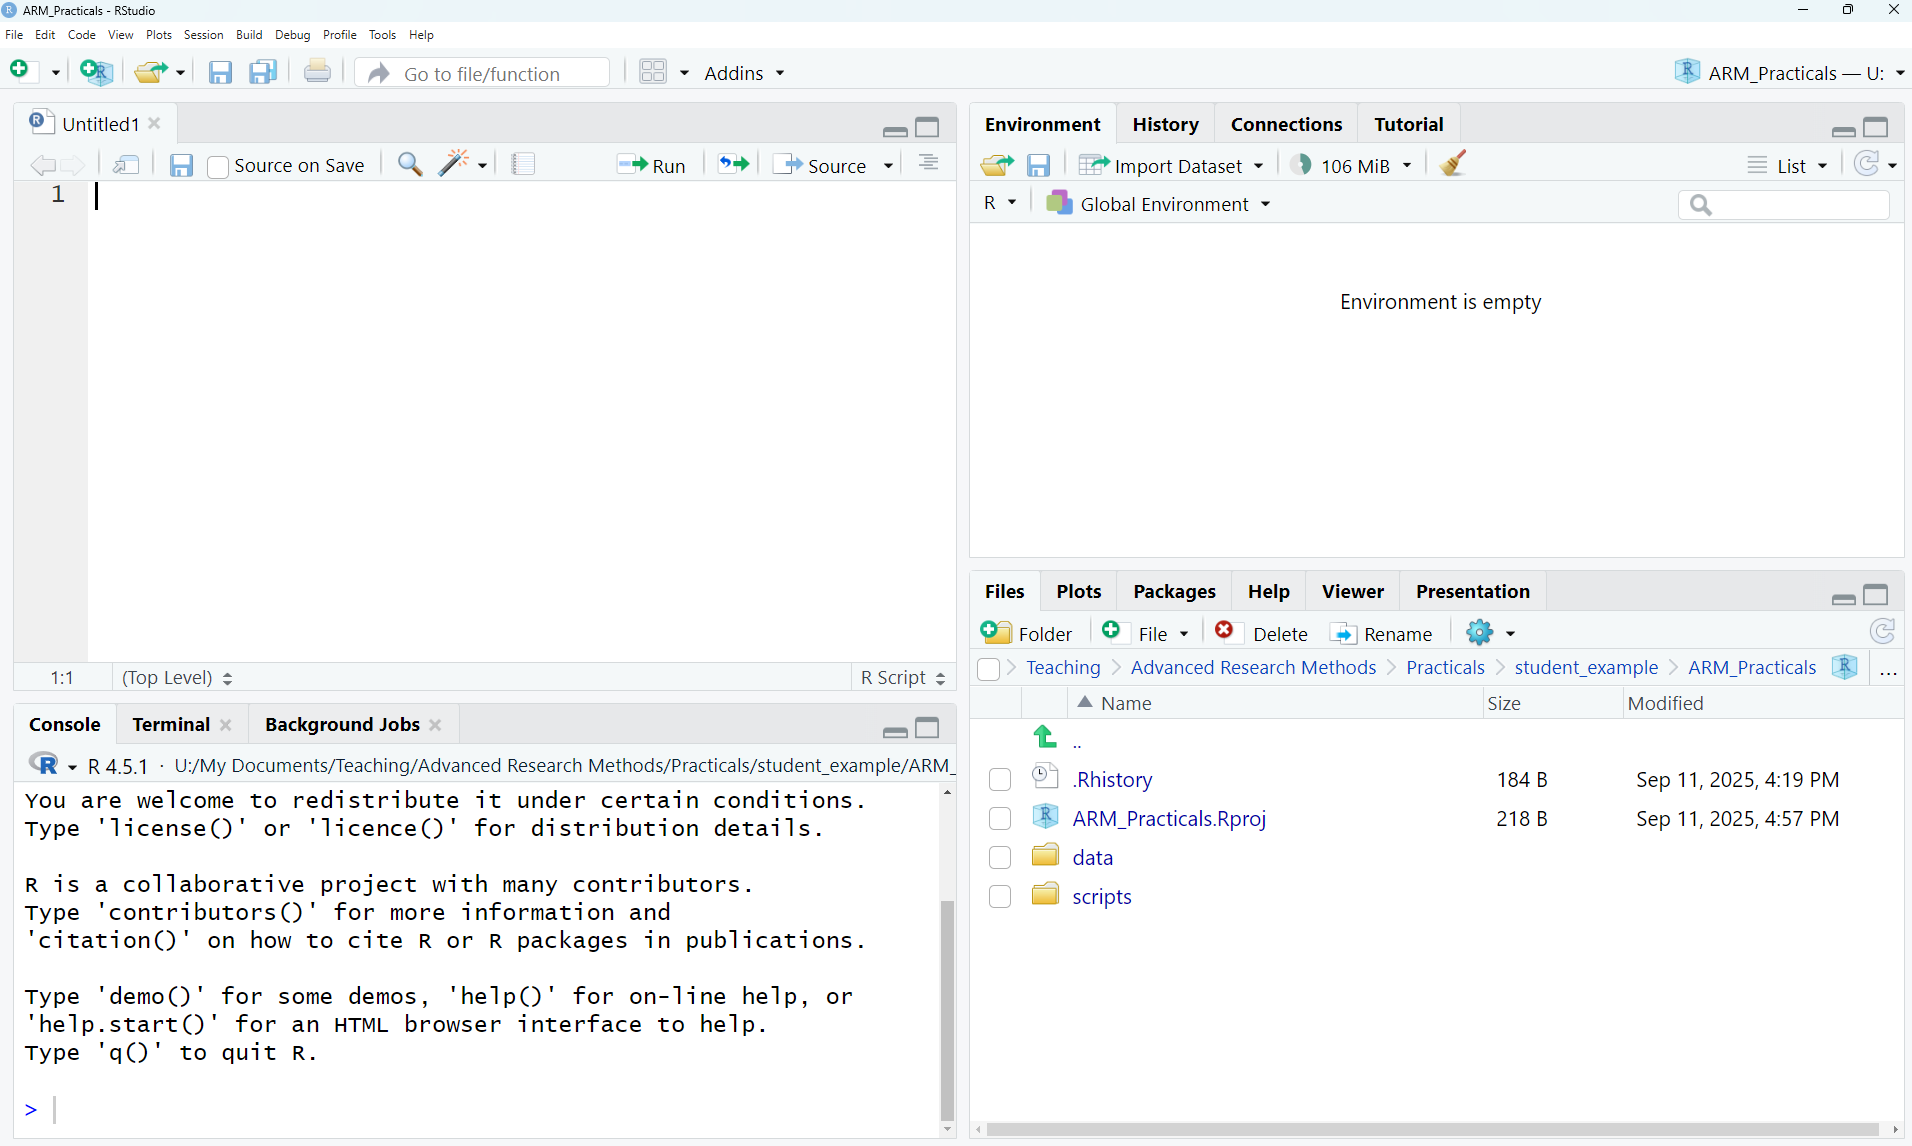 ARM_Practicals - RStudio
File Edit Code View Plots Session Build Debug Profile Tools Help
Go to file/function Addins ARM_Practicals — U:
Untitled1
Source on Save Run Source
1
1:1 (Top Level) R Script
Console Terminal Background Jobs
R 4.5.1 · U:/My Documents/Teaching/Advanced Research Methods/Practicals/student_example/ARM_
You are welcome to redistribute it under certain conditions.
Type 'license()' or 'licence()' for distribution details.
R is a collaborative project with many contributors.
Type 'contributors()' for more information and
'citation()' on how to cite R or R packages in publications.
Type 'demo()' for some demos, 'help()' for on-line help, or
'help.start()' for an HTML browser interface to help.
Type 'q()' to quit R.
>
Environment History Connections Tutorial
Import Dataset 106 MiB List
R Global Environment
Environment is empty
Files Plots Packages Help Viewer Presentation
Folder File Delete Rename
Teaching Advanced Research Methods Practicals student_example ARM_Practicals ...
Name Size Modified
..
.Rhistory 184 B Sep 11, 2025, 4:19 PM
ARM_Practicals.Rproj 218 B Sep 11, 2025, 4:57 PM
data
scripts